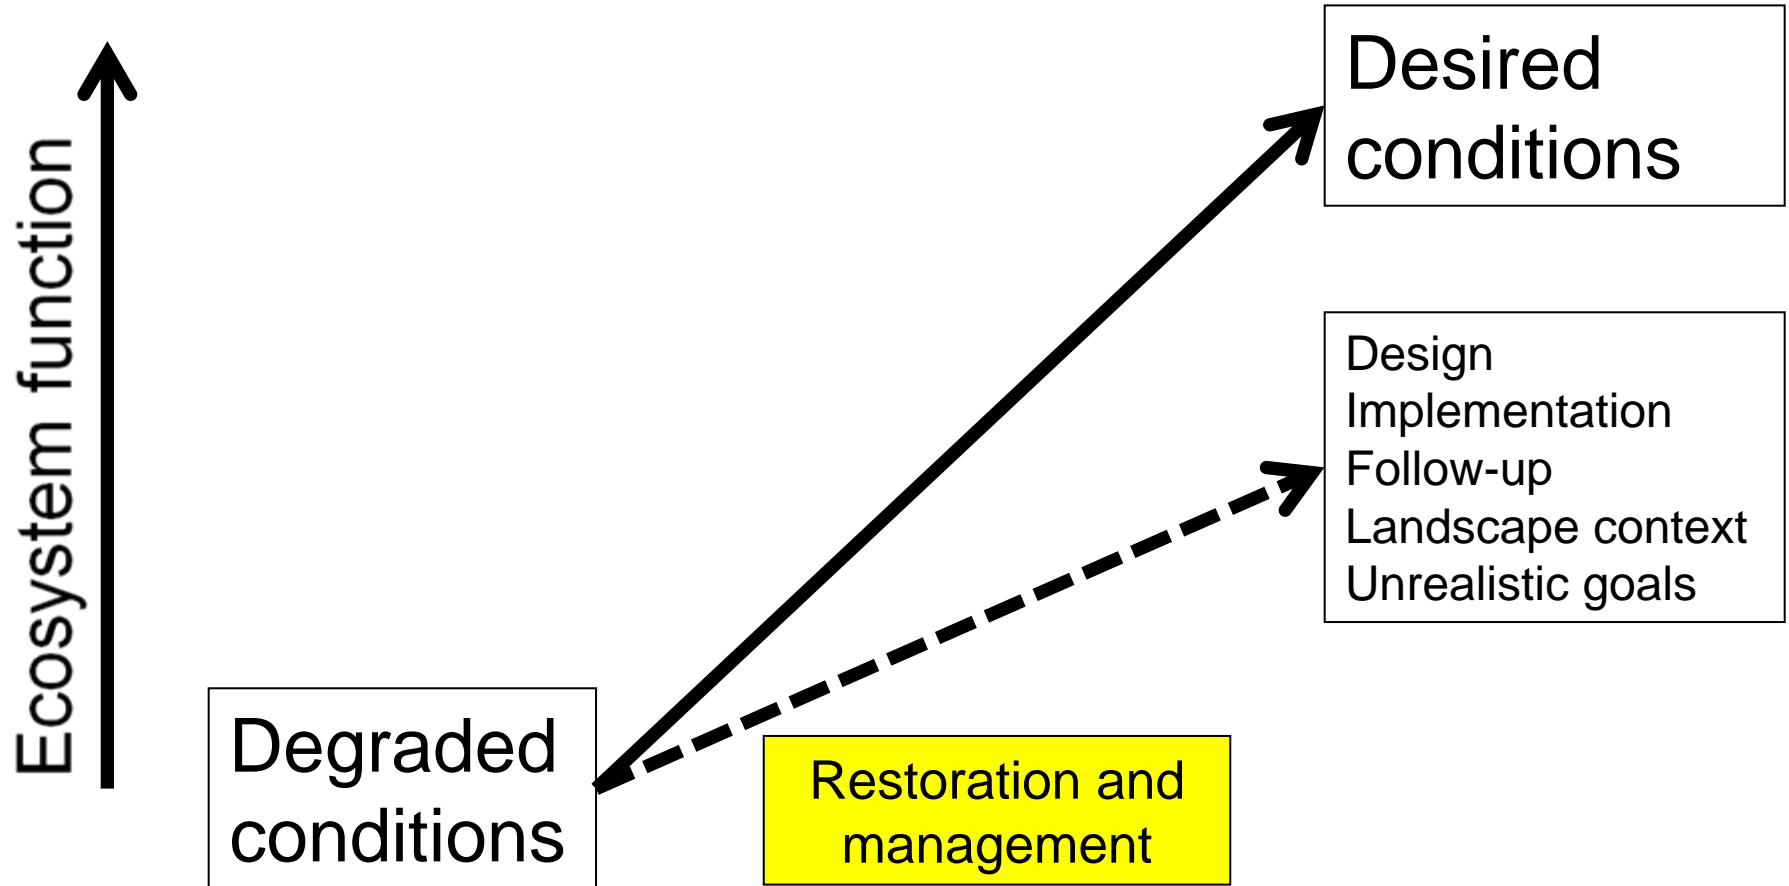 Ecosystem function
Desired
conditions
Design
Implementation
Follow-up
Landscape context
Unrealistic goals
Degraded
conditions
Restoration and
management